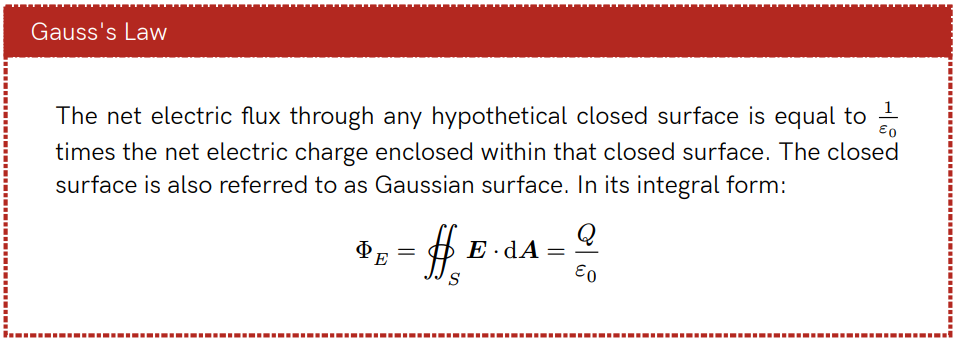 Gauss's Law
The net electric flux through any hypothetical closed surface is equal to $\frac{1}{\varepsilon_0}$
times the net electric charge enclosed within that closed surface. The closed
surface is also referred to as Gaussian surface. In its integral form:
$\Phi_E = \oiint_S \boldsymbol{E} \cdot \mathrm{d}\boldsymbol{A} = \frac{Q}{\varepsilon_0}$